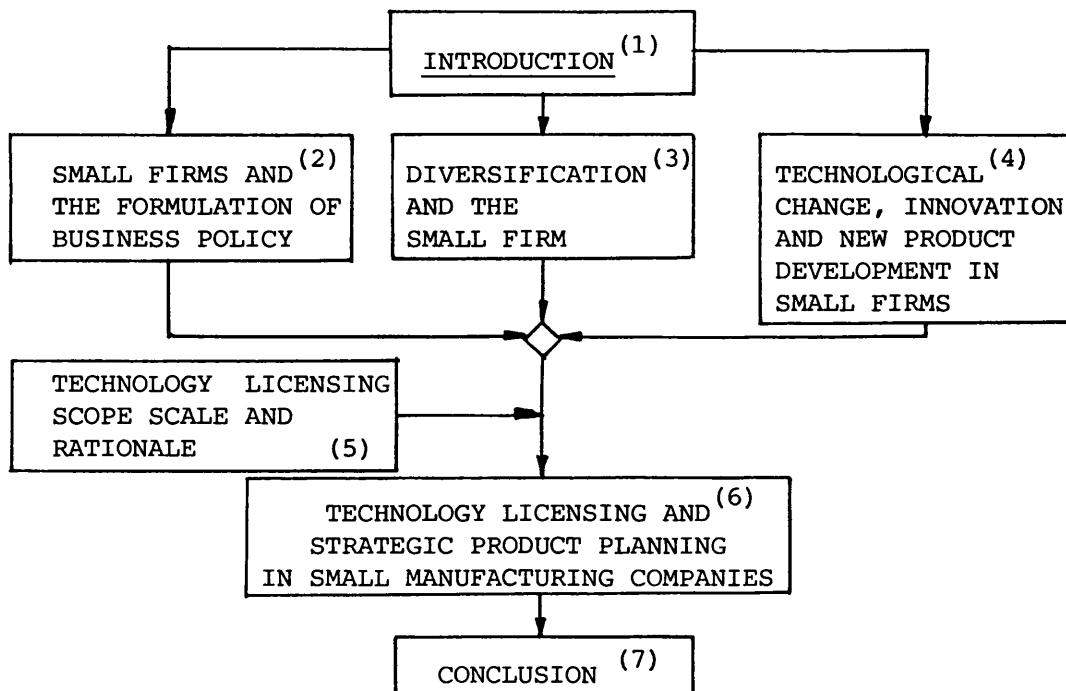 INTRODUCTION (1)
SMALL FIRMS AND (2)
THE FORMULATION OF
BUSINESS POLICY
DIVERSIFICATION (3)
AND THE
SMALL FIRM
TECHNOLOGICAL (4)
CHANGE, INNOVATION
AND NEW PRODUCT
DEVELOPMENT IN
SMALL FIRMS
TECHNOLOGY LICENSING
SCOPE SCALE AND
RATIONALE (5)
TECHNOLOGY LICENSING AND (6)
STRATEGIC PRODUCT PLANNING
IN SMALL MANUFACTURING COMPANIES
CONCLUSION (7)